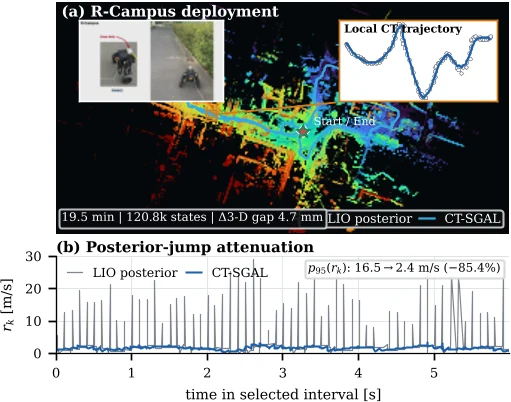 (a) R-Campus deployment
Local CT trajectory
Start / End
19.5 min | 120.8k states | Δ3-D gap 4.7 mm
LIO posterior
CT-SGAL
(b) Posterior-jump attenuation
30
20
10
0
r_k [m/s]
LIO posterior
CT-SGAL
p_95(r_k): 16.5→2.4 m/s (−85.4%)
0
1
2
3
4
5
time in selected interval [s]